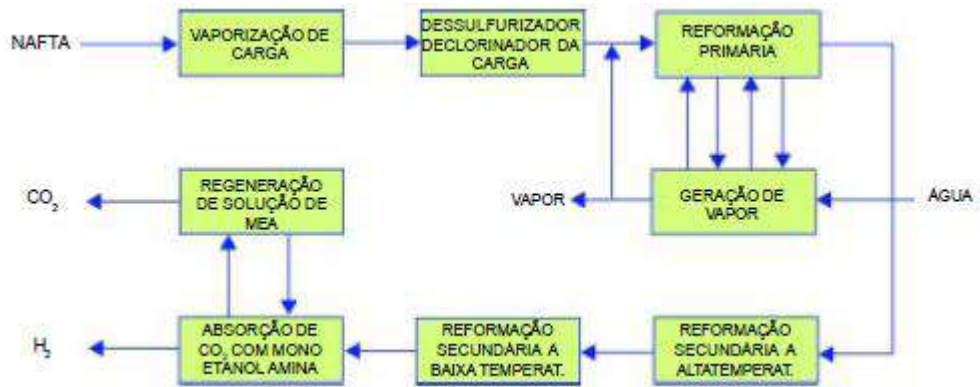 NAFTA
VAPORIZAÇÃO DE
CARGA
DESSULFURIZADOR
DECLORINADOR DA
CARGA
REFORMAÇÃO
PRIMÁRIA
CO₂
REGENERAÇÃO
DE SOLUÇÃO DE
MEA
VAPOR
GERAÇÃO DE
VAPOR
ÁGUA
H₂
ABSORÇÃO DE
CO₂ COM MONO
ETANOL AMINA
REFORMAÇÃO
SECUNDÁRIA A
BAIXA TEMPERAT.
REFORMAÇÃO
SECUNDÁRIA A
ALTATEMPERAT.